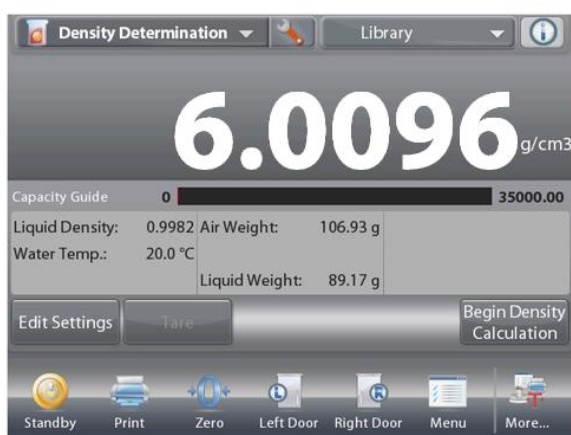 Density Determination Library
6.0096 g/cm3
Capacity Guide 0 35000.00
Liquid Density: 0.9982 Air Weight: 106.93 g
Water Temp.: 20.0 °C
Liquid Weight: 89.17 g
Edit Settings Tare Begin Density
Calculation
Standby Print Zero Left Door Right Door Menu More...